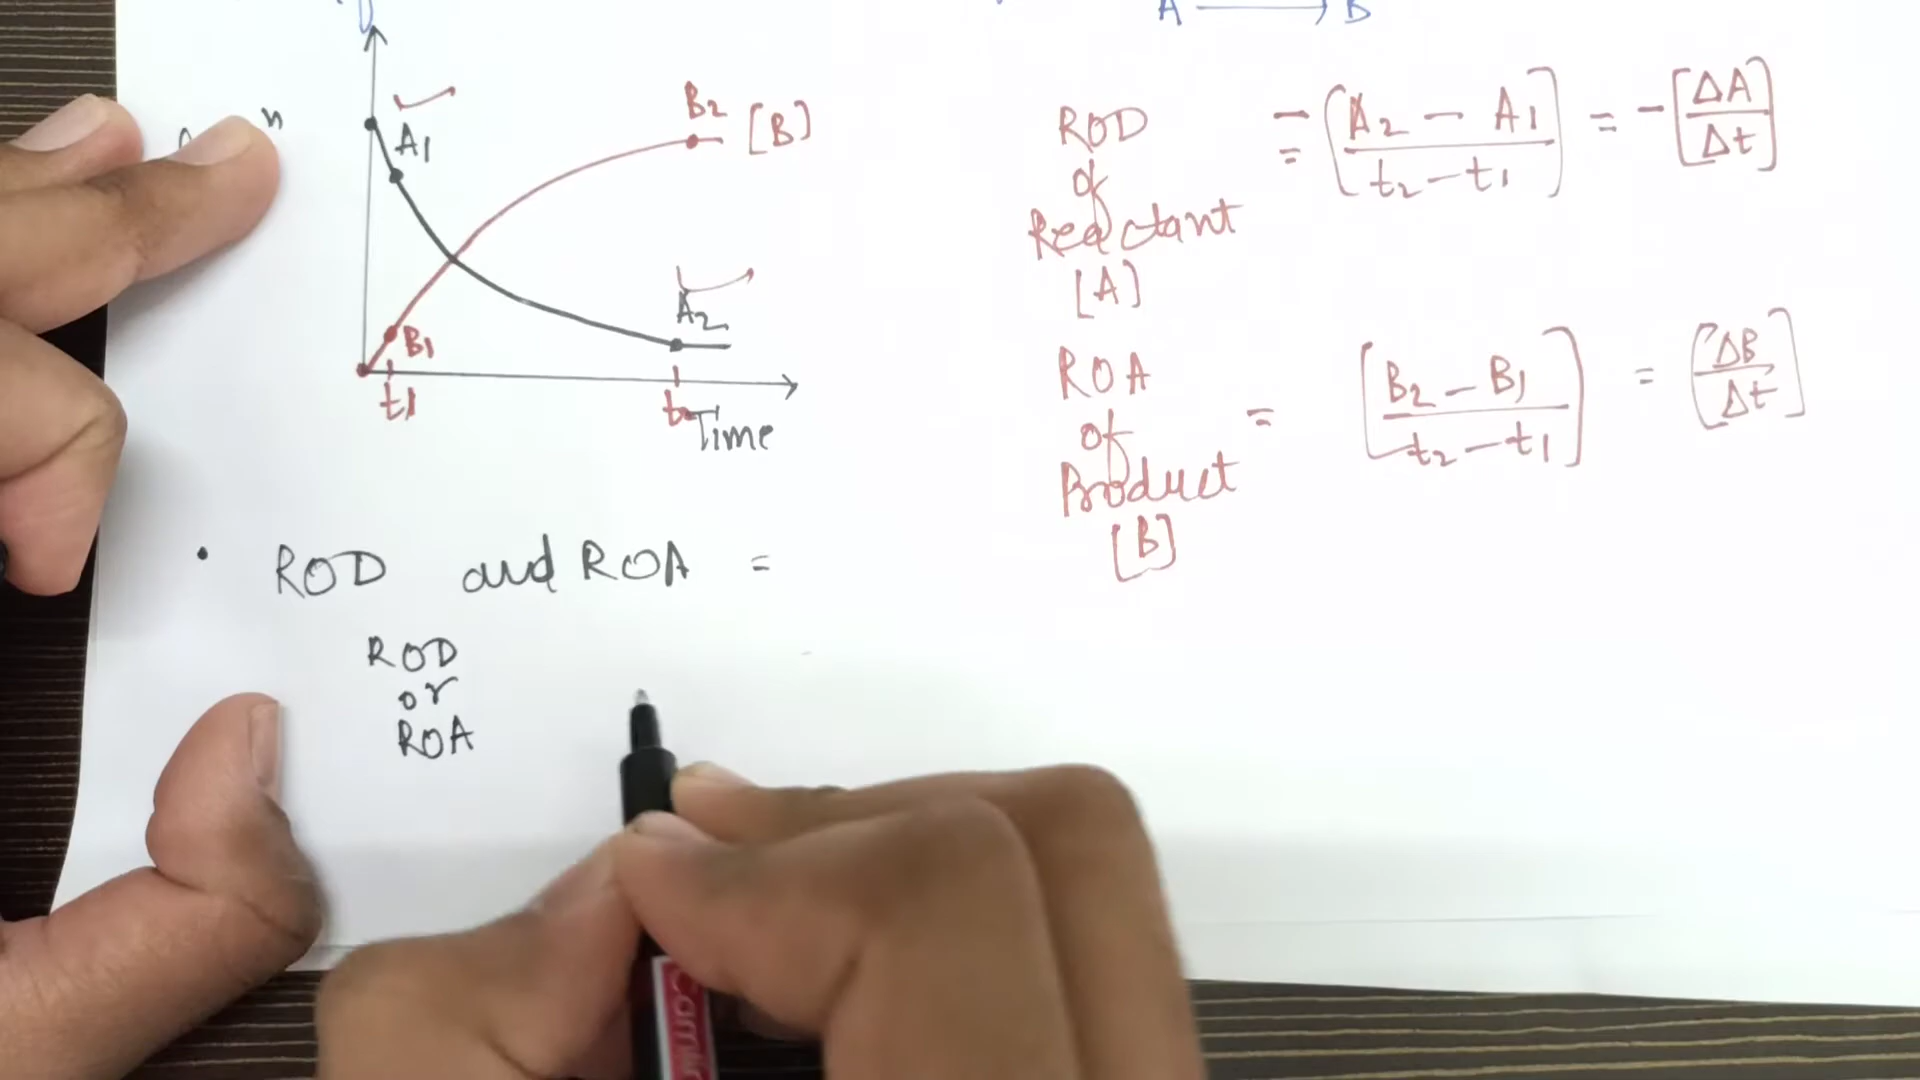 A ⟶ B
A1
B2 [B]
A2
B1
t1
Time
ROD of Reactant [A] = - [A2 - A1 / t2 - t1] = - [ΔA / Δt]
ROA of Product [B] = [B2 - B1 / t2 - t1] = [ΔB / Δt]
• ROD and ROA =
ROD
or
ROA